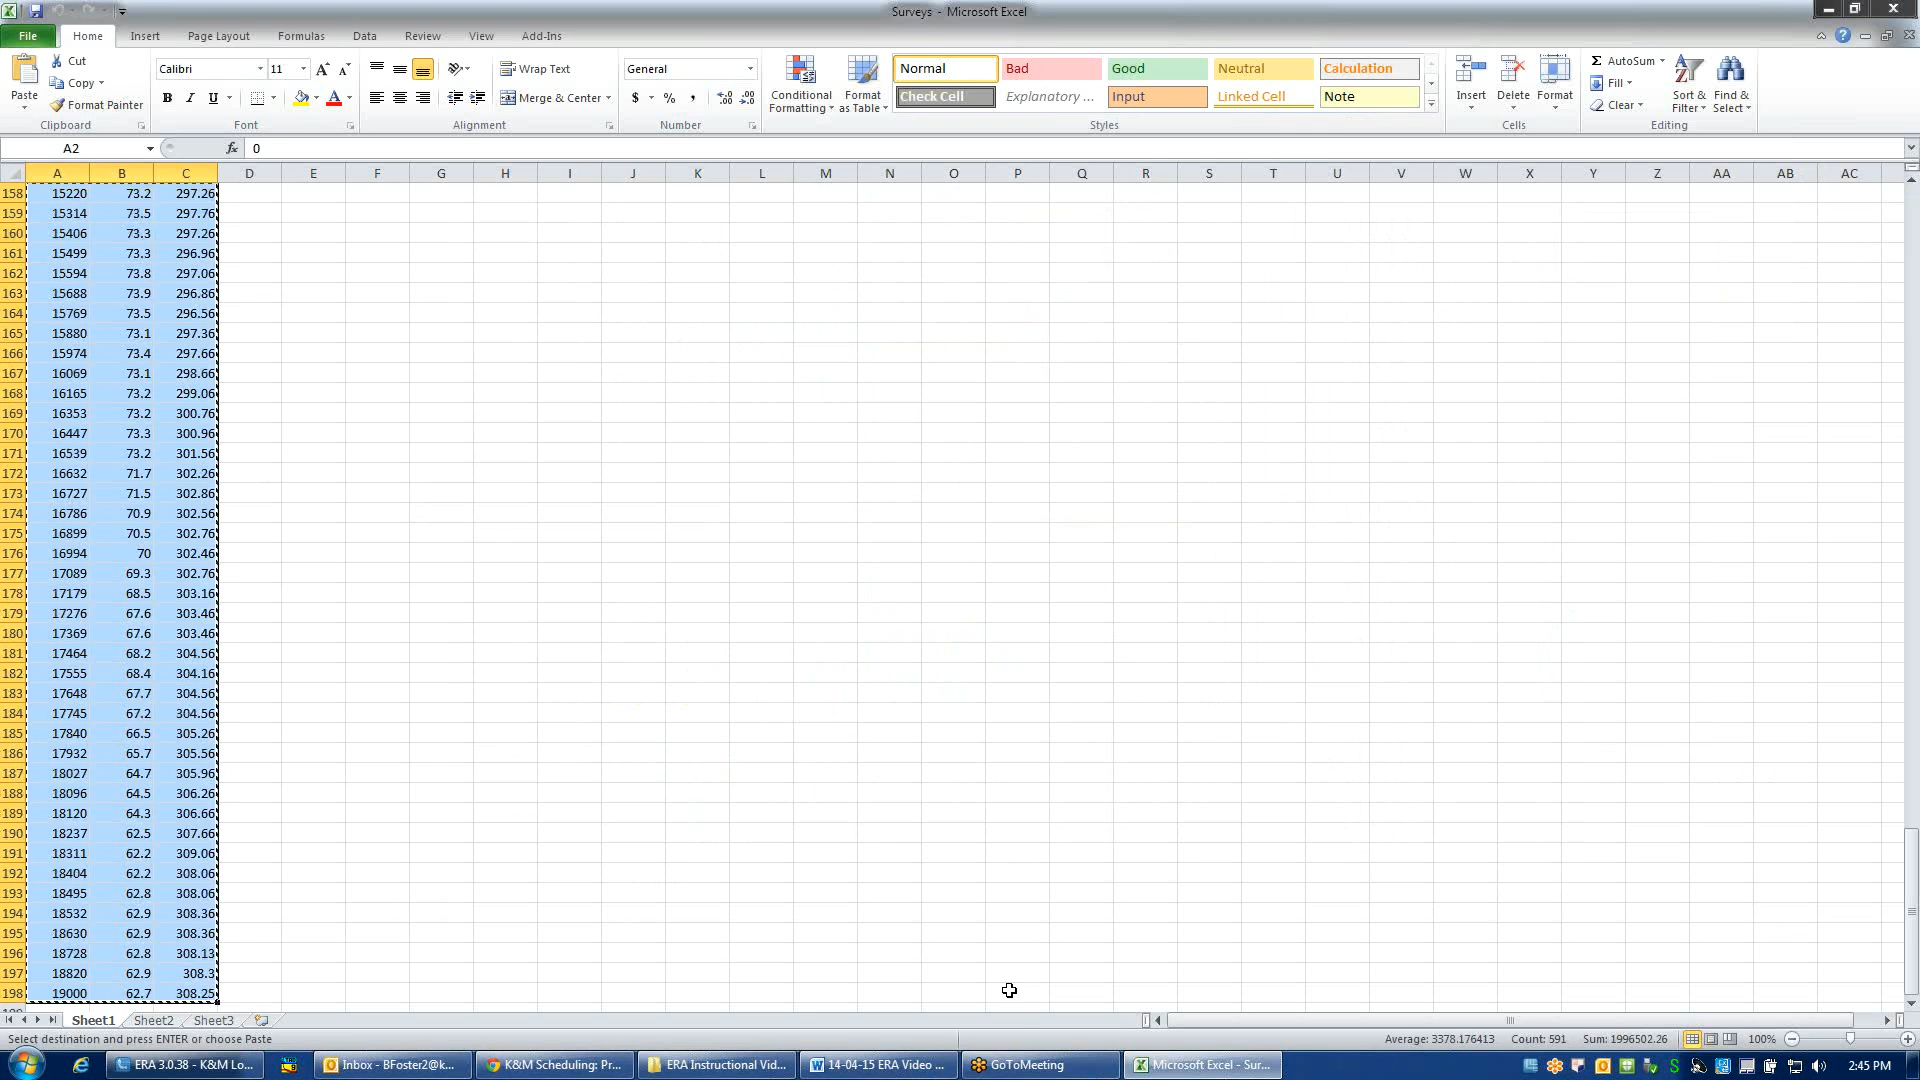 Surveys - Microsoft Excel
File Home Insert Page Layout Formulas Data Review View Add-Ins
Cut
Copy
Format Painter
Paste
Clipboard
Calibri 11
B I U A
Font
Wrap Text
Merge & Center
Alignment
General
$ % ,
Number
Conditional Formatting
Format as Table
Normal Bad Good Neutral Calculation
Check Cell Explanatory ... Input Linked Cell Note
Styles
Insert Delete Format
Cells
AutoSum
Fill
Clear
Sort & Filter
Find & Select
Editing
A2 fx 0
A B C D E F G H I J K L M N O P Q R S T U V W X Y Z AA AB AC
158 15220 73.2 297.26
159 15314 73.5 297.76
160 15406 73.3 297.26
161 15499 73.3 296.96
162 15594 73.8 297.06
163 15688 73.9 296.86
164 15769 73.5 296.56
165 15880 73.1 297.36
166 15974 73.4 297.66
167 16069 73.1 298.66
168 16165 73.2 299.06
169 16353 73.2 300.76
170 16447 73.3 300.96
171 16539 73.2 301.56
172 16632 71.7 302.26
173 16727 71.5 302.86
174 16786 70.9 302.56
175 16899 70.5 302.76
176 16994 70 302.46
177 17089 69.3 302.76
178 17179 68.5 303.16
179 17276 67.6 303.46
180 17369 67.6 303.46
181 17464 68.2 304.56
182 17555 68.4 304.16
183 17648 67.7 304.56
184 17745 67.2 304.56
185 17840 66.5 305.26
186 17932 65.7 305.56
187 18027 64.7 305.96
188 18096 64.5 306.26
189 18120 64.3 306.66
190 18237 62.5 307.66
191 18311 62.2 309.06
192 18404 62.2 308.06
193 18495 62.8 308.06
194 18532 62.9 308.36
195 18630 62.9 308.36
196 18728 62.8 308.13
197 18820 62.9 308.3
198 19000 62.7 308.25
Sheet1 Sheet2 Sheet3
Select destination and press ENTER or choose Paste Average: 3378.176413 Count: 591 Sum: 1996502.26 100%
ERA 3.0.38 - K&M Lo... Inbox - BFoster2@k... K&M Scheduling: Pr... ERA Instructional Vid... 14-04-15 ERA Video ... GoToMeeting Microsoft Excel - Sur... 2:45 PM